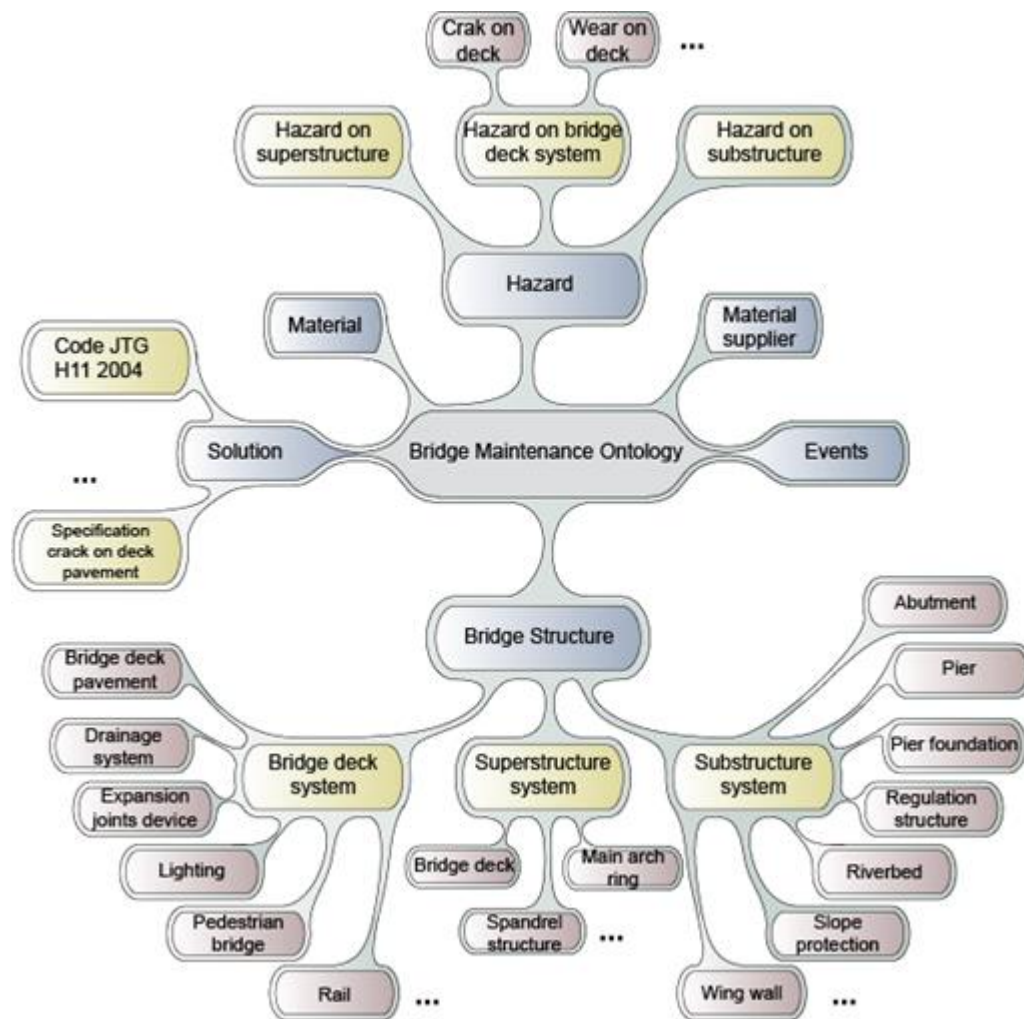 Crak on
deck
Wear on
deck
...
Hazard on
superstructure
Hazard on bridge
deck system
Hazard on
substructure
Hazard
Material
Material
supplier
Code JTG
H11 2004
Solution
Bridge Maintenance Ontology
Events
...
Specification
crack on deck
pavement
Bridge Structure
Abutment
Bridge deck
pavement
Pier
Drainage
system
Bridge deck
system
Superstructure
system
Substructure
system
Pier foundation
Expansion
joints device
Regulation
structure
Lighting
Bridge deck
Main arch
ring
Riverbed
Pedestrian
bridge
Spandrel
structure
...
Slope
protection
Rail
...
Wing wall
...